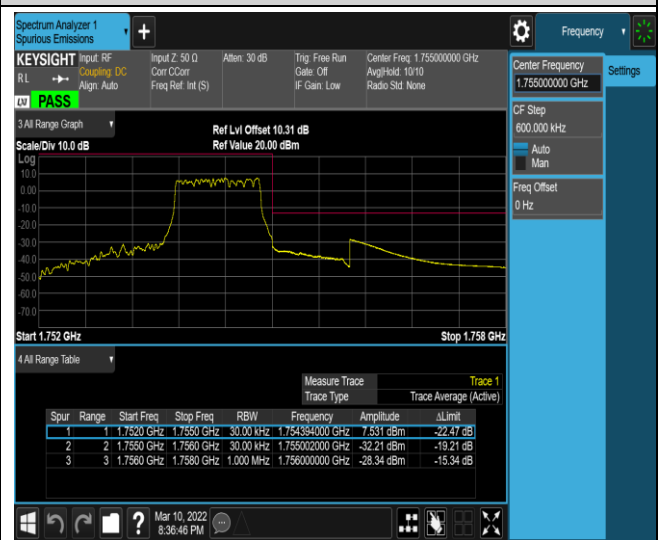 Spectrum Analyzer 1
Spurious Emissions
+
Frequency
KEYSIGHT Input: RF Input Z: 50 Ω Atten: 30 dB Trig: Free Run Center Freq: 1.755000000 GHz
RL Coupling: DC Corr CCorr Gate: Off Avg|Hold: 10/10
Align: Auto Freq Ref: Int (S) IF Gain: Low Radio Std: None
LXI PASS
Center Frequency
1.755000000 GHz
Settings
CF Step
600.000 kHz
Auto
Man
Freq Offset
0 Hz
3 All Range Graph
Ref Lvl Offset 10.31 dB
Scale/Div 10.0 dB Ref Value 20.00 dBm
Log
10.0
0.00
-10.0
-20.0
-30.0
-40.0
-50.0
-60.0
-70.0
Start 1.752 GHz Stop 1.758 GHz
4 All Range Table
Measure Trace Trace 1
Trace Type Trace Average (Active)
Spur Range Start Freq Stop Freq RBW Frequency Amplitude ΔLimit
1 1 1.7520 GHz 1.7550 GHz 30.00 kHz 1.754394000 GHz 7.531 dBm -22.47 dB
2 2 1.7550 GHz 1.7560 GHz 30.00 kHz 1.755002000 GHz -32.21 dBm -19.21 dB
3 3 1.7560 GHz 1.7580 GHz 1.000 MHz 1.756000000 GHz -28.34 dBm -15.34 dB
? Mar 10, 2022
8:36:46 PM